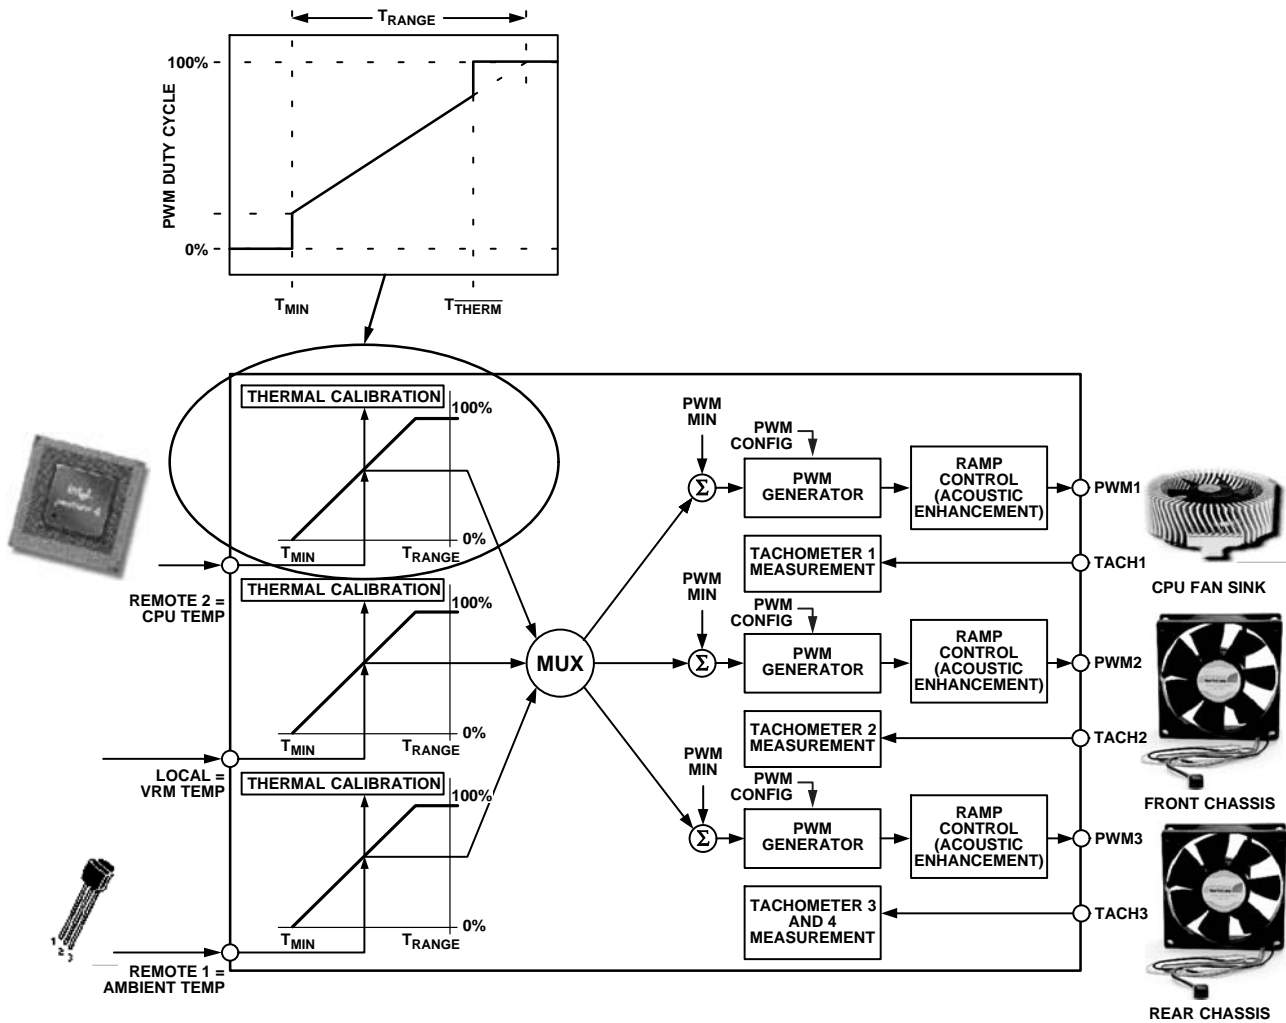 TRANGE
100%
PWM DUTY CYCLE
0%
TMIN
TTHERM
THERMAL CALIBRATION
100%
TMIN
TRANGE
0%
REMOTE 2 =
CPU TEMP
THERMAL CALIBRATION
100%
TMIN
TRANGE
0%
LOCAL =
VRM TEMP
THERMAL CALIBRATION
100%
TMIN
TRANGE
0%
1
2
3
REMOTE 1 =
AMBIENT TEMP
MUX
PWM
MIN
Σ
PWM
CONFIG
PWM
GENERATOR
RAMP
CONTROL
(ACOUSTIC
ENHANCEMENT)
PWM1
TACHOMETER 1
MEASUREMENT
TACH1
CPU FAN SINK
PWM
MIN
Σ
PWM
CONFIG
PWM
GENERATOR
RAMP
CONTROL
(ACOUSTIC
ENHANCEMENT)
PWM2
TACHOMETER 2
MEASUREMENT
TACH2
FRONT CHASSIS
PWM
MIN
Σ
PWM
CONFIG
PWM
GENERATOR
RAMP
CONTROL
(ACOUSTIC
ENHANCEMENT)
PWM3
TACHOMETER 3
AND 4
MEASUREMENT
TACH3
REAR CHASSIS